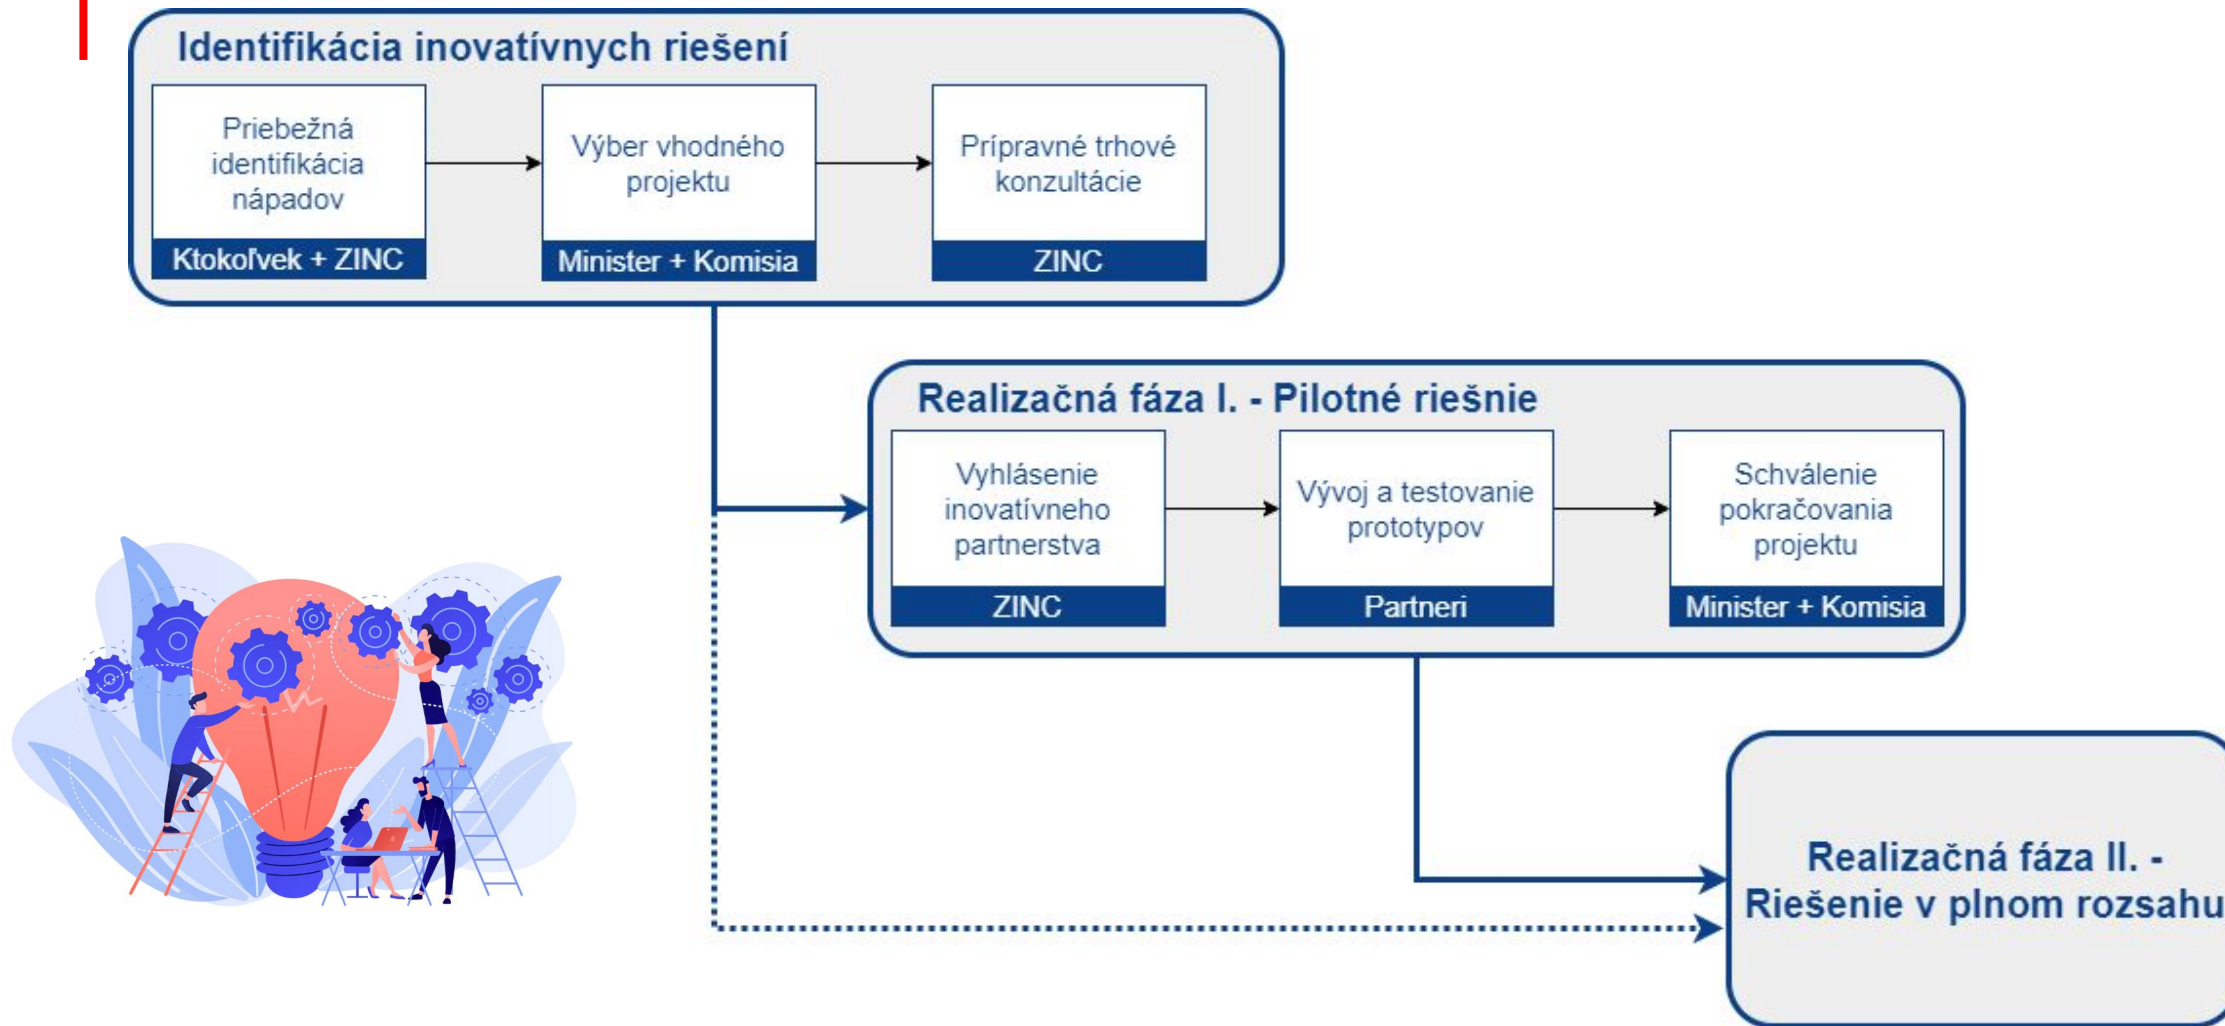 Identifikácia inovatívnych riešení
Priebežná
identifikácia
nápadov
Ktokoľvek + ZINC
Výber vhodného
projektu
Minister + Komisia
Prípravné trhové
konzultácie
ZINC
Realizačná fáza I. - Pilotné riešnie
Vyhlásenie
inovatívneho
partnerstva
ZINC
Vývoj a testovanie
prototypov
Partneri
Schválenie
pokračovania
projektu
Minister + Komisia
Realizačná fáza II. -
Riešenie v plnom rozsahu